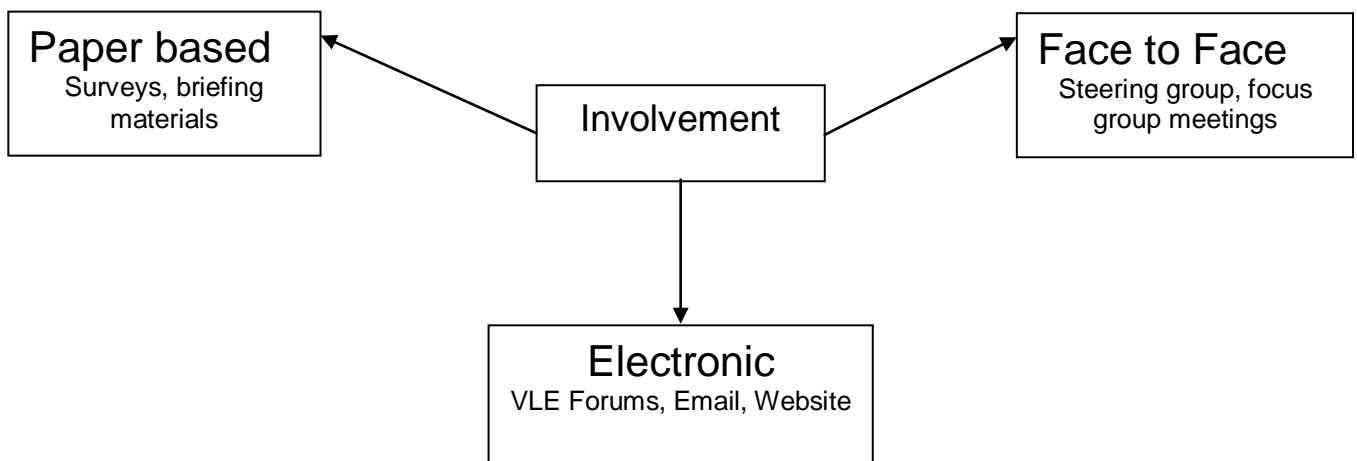 Paper based
Surveys, briefing
materials
Involvement
Face to Face
Steering group, focus
group meetings
Electronic
VLE Forums, Email, Website